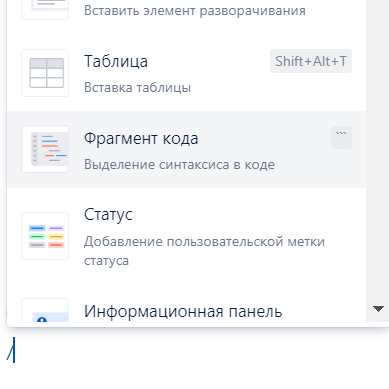 Вставить элемент разворачивания
Таблица Shift+Alt+T
Вставка таблицы
Фрагмент кода ```
Выделение синтаксиса в коде
Статус
Добавление пользовательской метки
статуса
Информационная панель
/